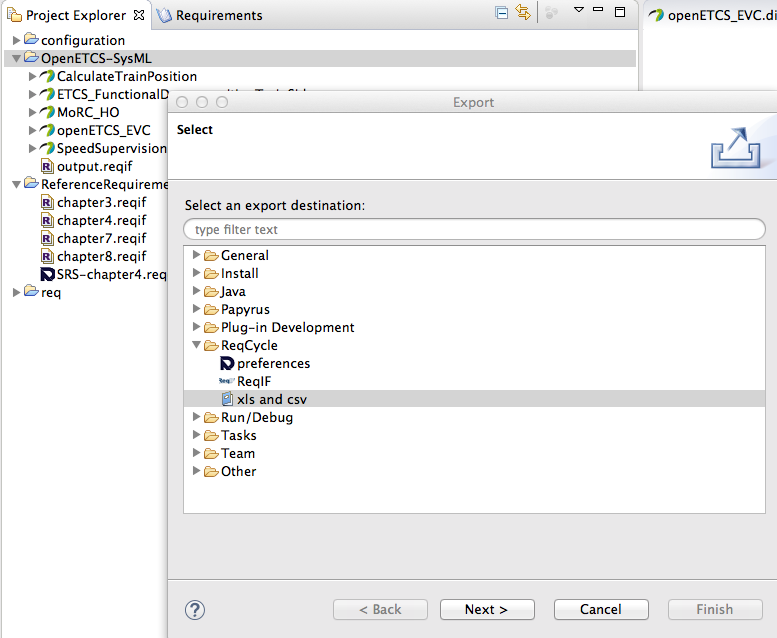 Project Explorer
Requirements
openETCS_EVC.di
configuration
OpenETCS-SysML
CalculateTrainPosition
MoRC_HO
openETCS_EVC
SpeedSupervision
output.reqif
chapter3.reqif
chapter4.reqif
chapter7.reqif
chapter8.reqif
SRS-chapter4.req
req
Export
Select
Select an export destination:
type filter text
General
Install
Java
Papyrus
Plug-in Development
ReqCycle
preferences
ReqIF
xls and csv
Run/Debug
Tasks
Team
Other
?
< Back
Next >
Cancel
Finish